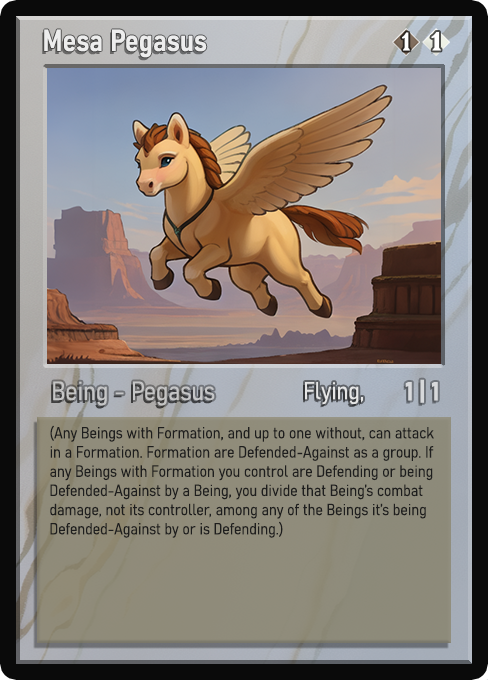 Mesa Pegasus 1 1
Being - Pegasus Flying, 1|1
(Any Beings with Formation, and up to one without, can attack
in a Formation. Formation are Defended-Against as a group. If
any Beings with Formation you control are Defending or being
Defended-Against by a Being, you divide that Being's combat
damage, not its controller, among any of the Beings it's being
Defended-Against by or is Defending.)